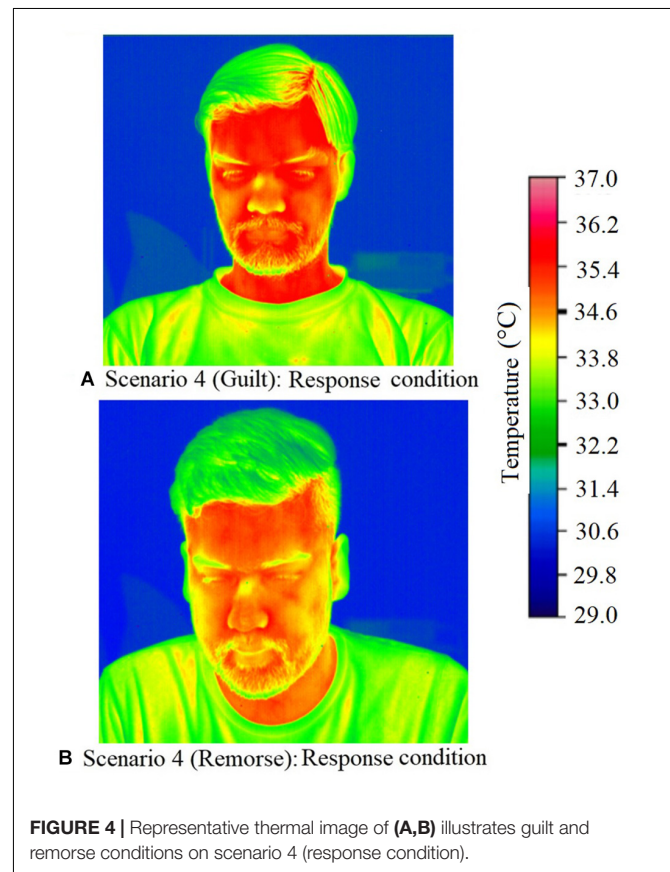 A Scenario 4 (Guilt): Response condition
B Scenario 4 (Remorse): Response condition
Temperature (°C)
37.0
36.2
35.4
34.6
33.8
33.0
32.2
31.4
30.6
29.8
29.0
FIGURE 4 | Representative thermal image of (A,B) illustrates guilt and
remorse conditions on scenario 4 (response condition).